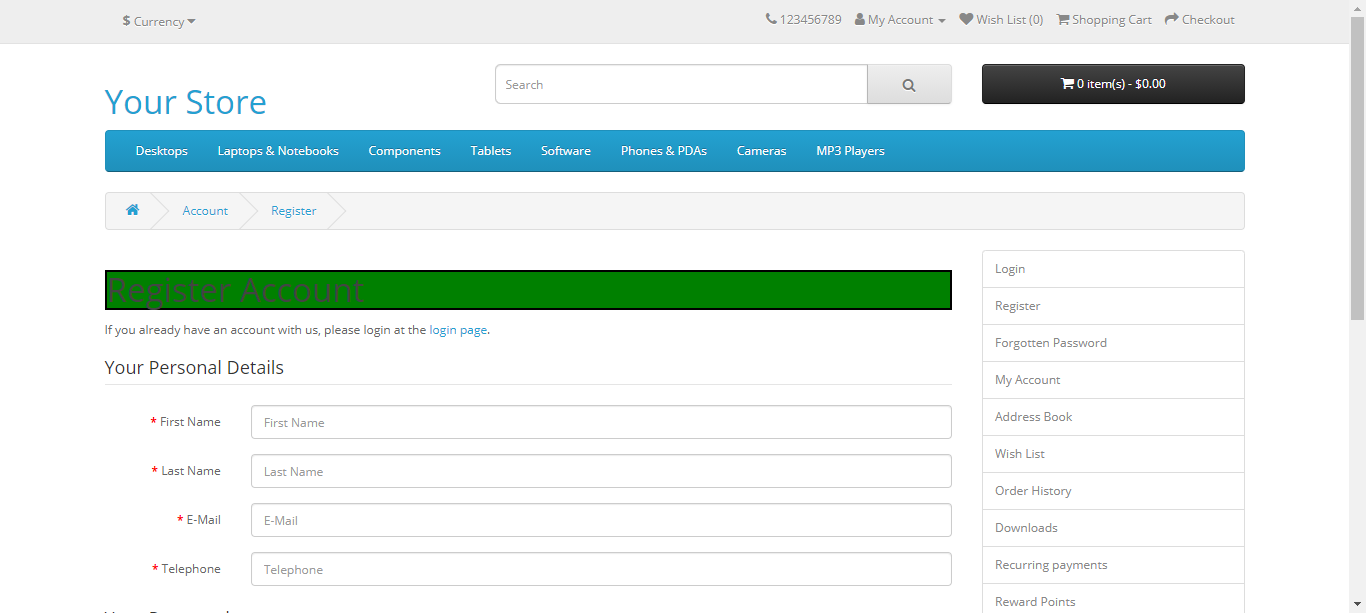 $ Currency
123456789 My Account Wish List (0) Shopping Cart Checkout
Your Store
Search
0 item(s) - $0.00
Desktops Laptops & Notebooks Components Tablets Software Phones & PDAs Cameras MP3 Players
Account Register
Register Account
If you already have an account with us, please login at the login page.
Your Personal Details
* First Name First Name
* Last Name Last Name
* E-Mail E-Mail
* Telephone Telephone
Login
Register
Forgotten Password
My Account
Address Book
Wish List
Order History
Downloads
Recurring payments
Reward Points